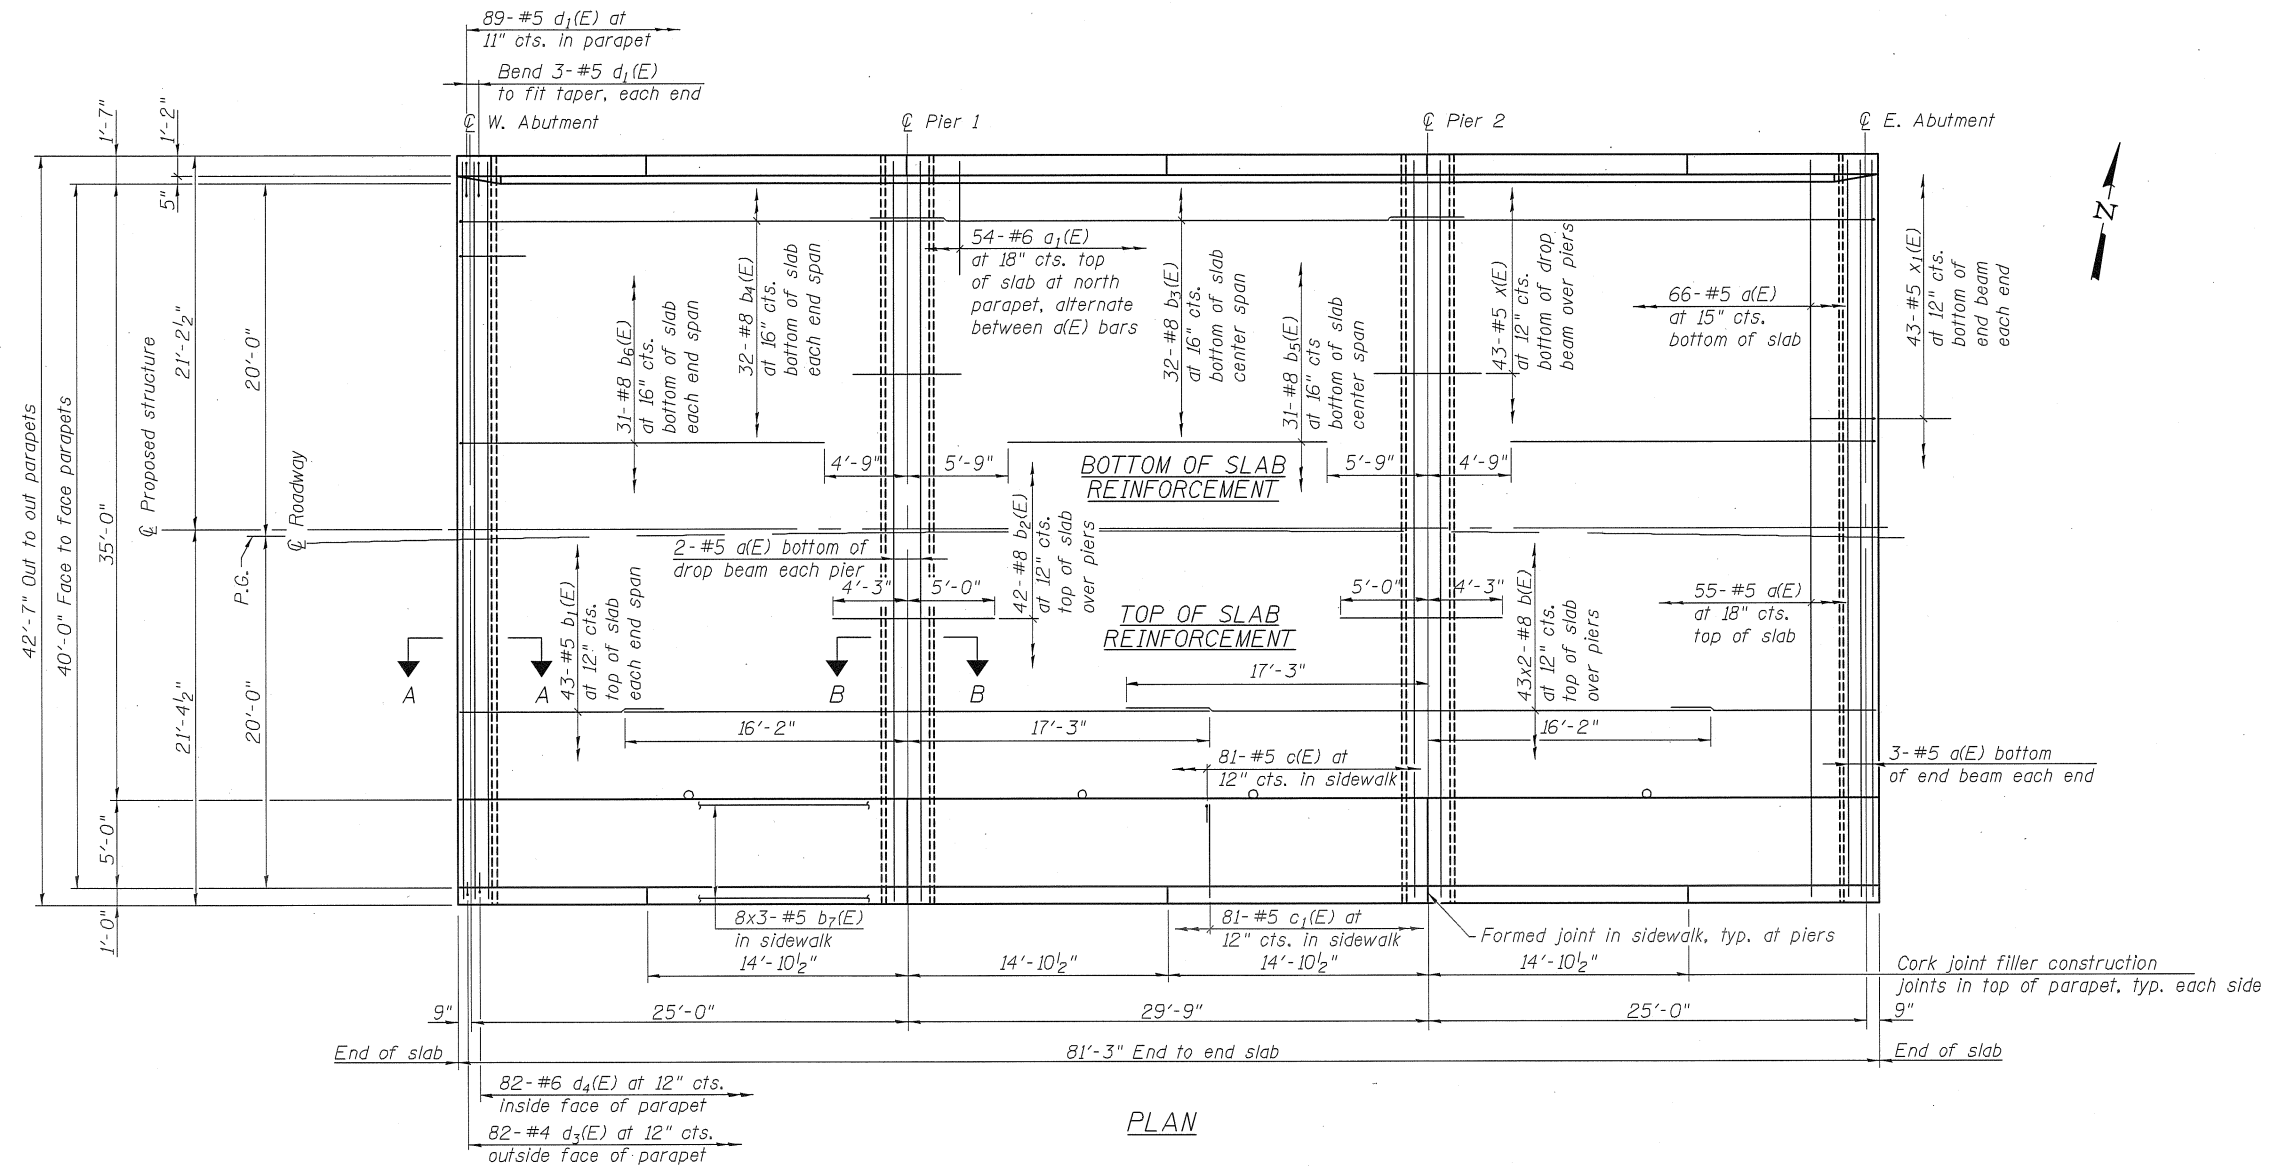 89-#5 d₁(E) at
11" cts. in parapet
Bend 3-#5 d₁(E)
to fit taper, each end
℄ W. Abutment
℄ Pier 1
℄ Pier 2
℄ E. Abutment
1'-7"
1'-2"
5"
N
42'-7" Out to out parapets
40'-0" Face to face parapets
35'-0"
5'-0"
1'-0"
℄ Proposed structure
21'-2½"
21'-4½"
20'-0"
20'-0"
P.G.
℄ Roadway
31-#8 b₆(E)
at 16" cts.
bottom of slab
each end span
32-#8 b₄(E)
at 16" cts.
bottom of slab
each end span
54-#6 a₁(E)
at 18" cts. top
of slab at north
parapet, alternate
between a(E) bars
32-#8 b₃(E)
at 16" cts.
bottom of slab
center span
31-#8 b₅(E)
at 16" cts
bottom of slab
center span
43-#5 x(E)
at 12" cts.
bottom of drop
beam over piers
66-#5 a(E)
at 15" cts.
bottom of slab
43-#5 x₁(E)
at 12" cts.
bottom of
end beam
each end
4'-9"
5'-9"
BOTTOM OF SLAB
REINFORCEMENT
5'-9"
4'-9"
2-#5 a(E) bottom of
drop beam each pier
4'-3"
5'-0"
42-#8 b₂(E)
at 12" cts.
top of slab
over piers
TOP OF SLAB
REINFORCEMENT
5'-0"
4'-3"
55-#5 a(E)
at 18" cts.
top of slab
A
A
43-#5 b₁(E)
at 12" cts.
top of slab
each end span
B
B
17'-3"
43x2-#8 b(E)
at 12" cts.
top of slab
over piers
16'-2"
17'-3"
16'-2"
81-#5 c(E) at
12" cts. in sidewalk
3-#5 a(E) bottom
of end beam each end
8x3-#5 b₇(E)
in sidewalk
81-#5 c₁(E) at
12" cts. in sidewalk
Formed joint in sidewalk, typ. at piers
14'-10½"
14'-10½"
14'-10½"
14'-10½"
Cork joint filler construction
joints in top of parapet, typ. each side
9"
25'-0"
29'-9"
25'-0"
9"
End of slab
81'-3" End to end slab
End of slab
82-#6 d₄(E) at 12" cts.
inside face of parapet
82-#4 d₃(E) at 12" cts.
outside face of parapet
PLAN